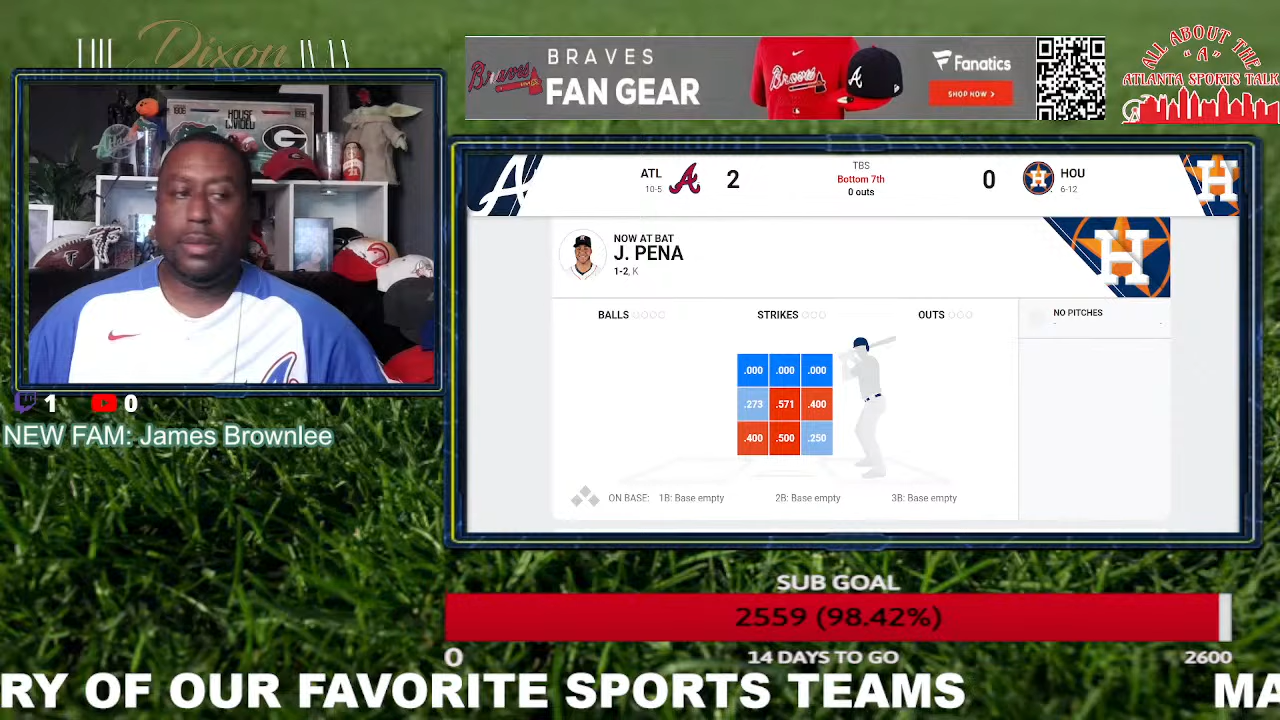 Dixon
HOUSE
DIVIDED
G
1
0
NEW FAM: James Brownlee
BRAVES
FAN GEAR
Braves
Braves
A
Fanatics
SHOP NOW >
ALL ABOUT THE
"A"
ATLANTA SPORTS TALK
A
ATL
10-5
A
2
TBS
Bottom 7th
0 outs
0
H
HOU
6-12
H
NOW AT BAT
J. PENA
1-2, K
H
BALLS
STRIKES
OUTS
NO PITCHES
- -
.000 .000 .000
.273 .571 .400
.400 .500 .250
ON BASE: 1B: Base empty 2B: Base empty 3B: Base empty
SUB GOAL
2559 (98.42%)
0 14 DAYS TO GO 2600
RY OF OUR FAVORITE SPORTS TEAMS MA